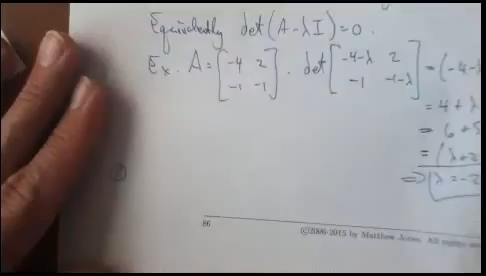 Equivalently det(A-λI)=0.
Ex. A = [-4 2; -1 -1]. det [-4-λ 2; -1 -1-λ] = (-4-λ
= 4+λ
= 6+5
= (λ+2
⇒ λ=-2
86
©2006-2015 by Matthew Jones. All rights